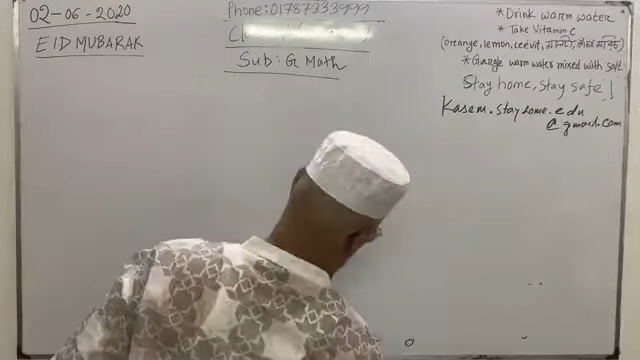 02-06-2020
EID MUBARAK
Phone: 01787333999
Sub: G Math
* Drink warm water
* Take Vitamin C
(orange, lemon, ceevit,
* Gargle warm water mixed with salt
Stay home, Stay safe]
Kasem.stayhome.edu
@gmail.com